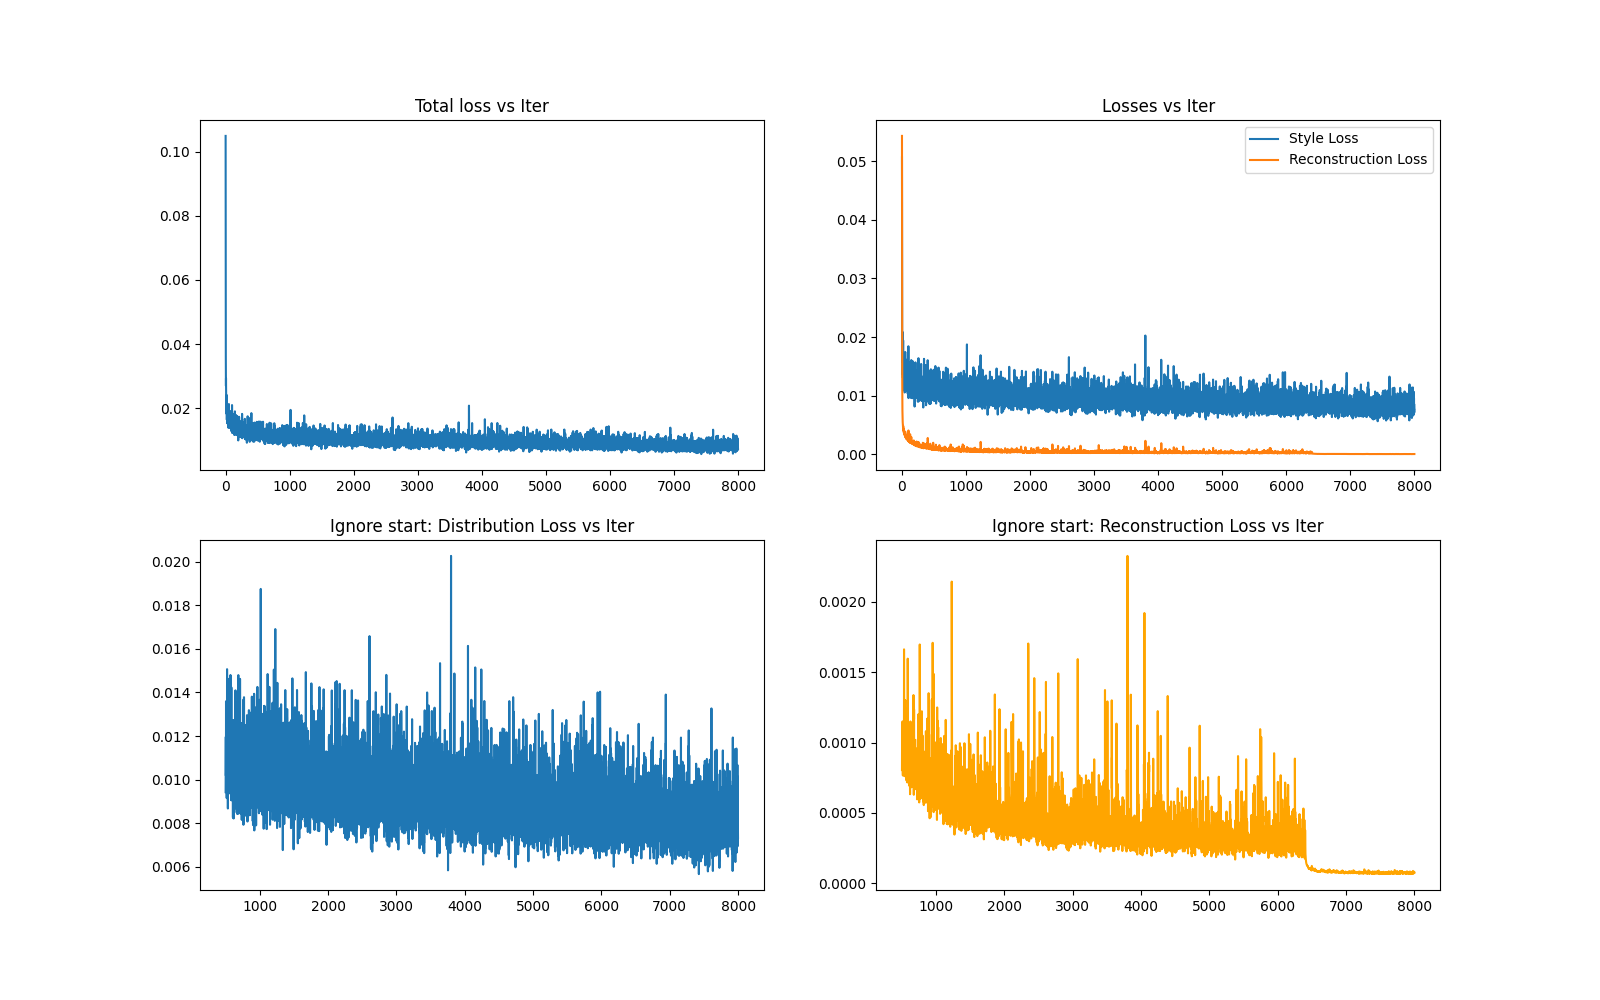 Total loss vs Iter
0.10
0.08
0.06
0.04
0.02
0 1000 2000 3000 4000 5000 6000 7000 8000
Losses vs Iter
Style Loss
Reconstruction Loss
0.05
0.04
0.03
0.02
0.01
0.00
0 1000 2000 3000 4000 5000 6000 7000 8000
Ignore start: Distribution Loss vs Iter
0.020
0.018
0.016
0.014
0.012
0.010
0.008
0.006
1000 2000 3000 4000 5000 6000 7000 8000
Ignore start: Reconstruction Loss vs Iter
0.0020
0.0015
0.0010
0.0005
0.0000
1000 2000 3000 4000 5000 6000 7000 8000